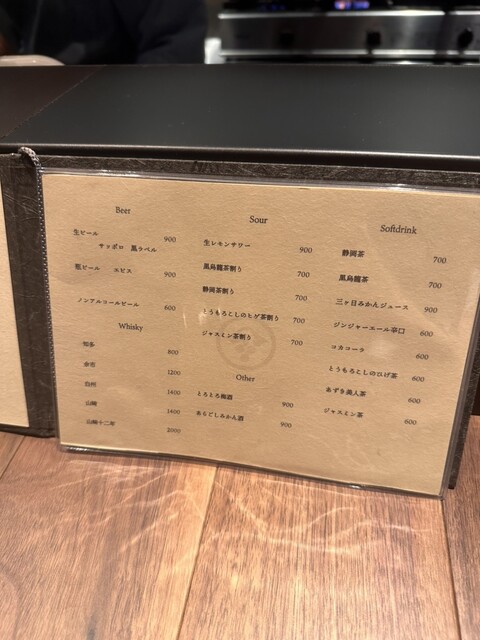 Beer
生ビール
サッポロ 黒ラベル 900
瓶ビール エビス 900
ノンアルコールビール 600
Whisky
知多 800
余市 1200
白州 1400
山崎 1400
山崎十二年 2000
Sour
生レモンサワー 900
黒烏龍茶割り 700
静岡茶割り 700
とうもろこしのヒゲ茶割り 700
ジャスミン茶割り 700
Other
とろとろ梅酒 900
あらごしみかん酒 900
Softdrink
静岡茶 700
黒烏龍茶 700
三ヶ日みかんジュース 900
ジンジャーエール辛口 600
コカコーラ 600
とうもろこしのひげ茶 600
あずき美人茶 600
ジャスミン茶 600